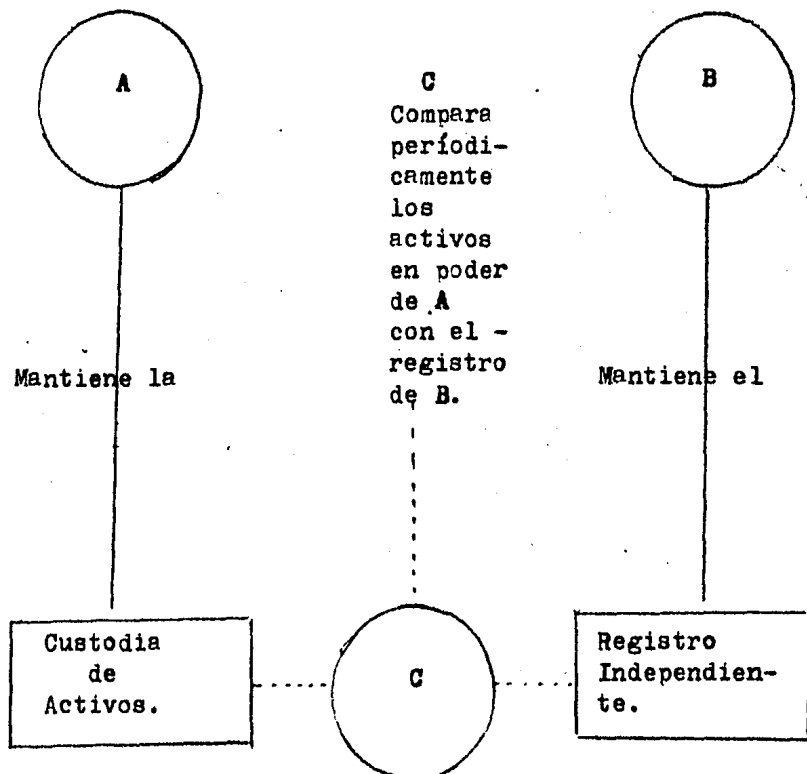 A
C
Compara
períodi-
camente
los
activos
en poder
de A
con el -
registro
de B.
B
Mantiene la
Mantiene el
Custodia
de
Activos.
C
Registro
Independien-
te.